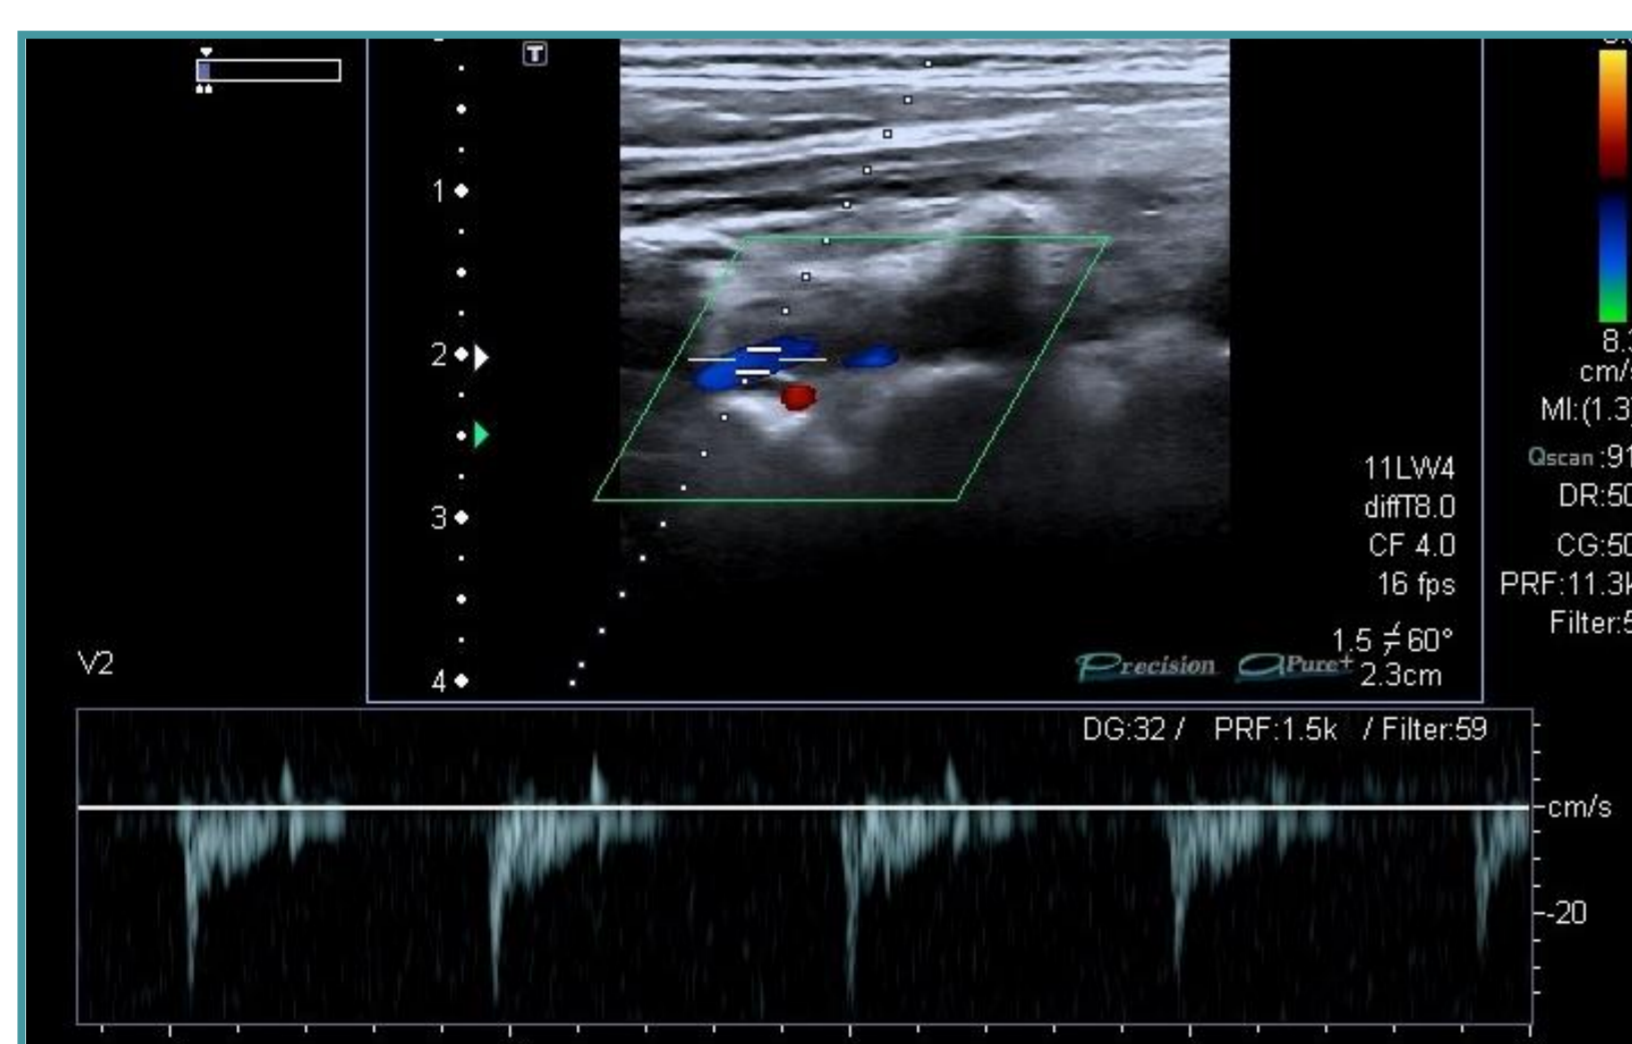 T
1
2
3
4
V2
8.
cm/s
MI:(1.3)
Qscan :91
DR:50
CG:50
PRF:11.3k
Filter:5
11LW4
diffT8.0
CF 4.0
16 fps
1.5 60°
2.3cm
Precision APure+
DG:32 / PRF:1.5k / Filter:59
cm/s
-20